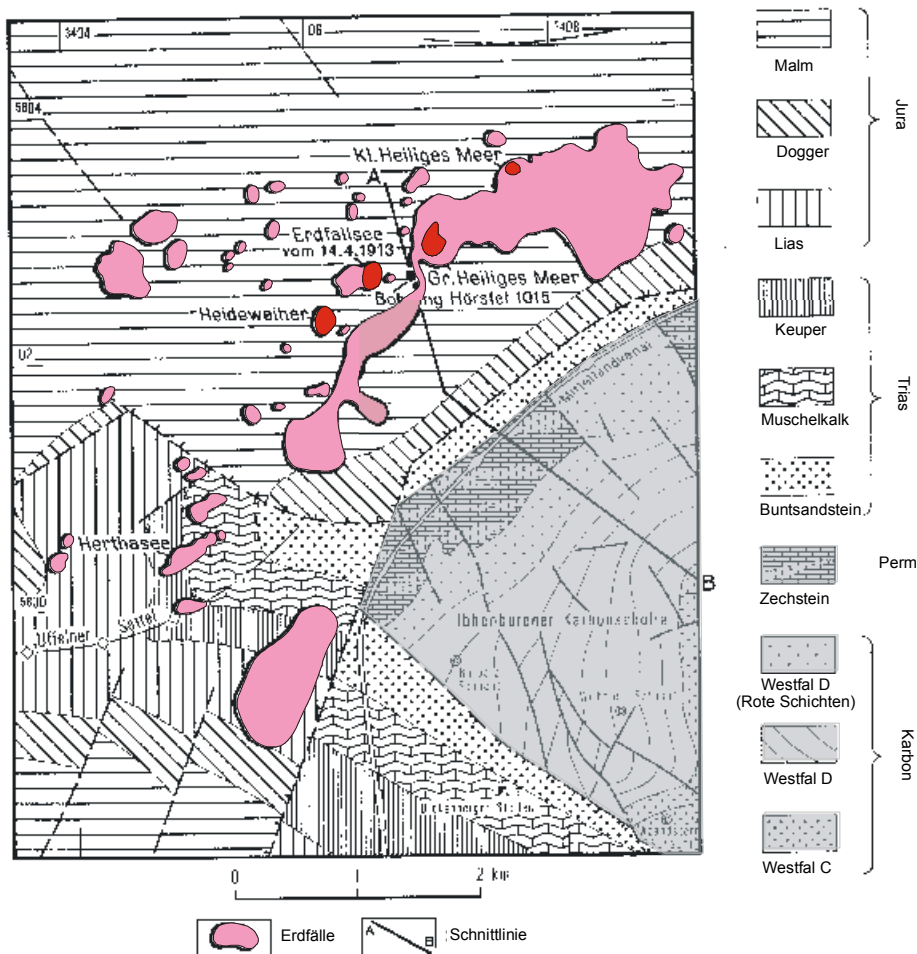 3404
06
3408
5804
Kl. Heiliges Meer
A
Erdfallsee
vom 14.4.1913
Gr. Heiliges Meer
Bohrung Hörstel 1015
Heideweiher
02
Mittellandkanal
Herthasee
5800
Sattel
Ibbenbürener Karbonscholle
B
0 1 2 km
Erdfälle
A
B
Schnittlinie
Malm
Dogger
Lias
Jura
Keuper
Muschelkalk
Buntsandstein
Trias
Zechstein
Perm
Westfal D
(Rote Schichten)
Westfal D
Westfal C
Karbon